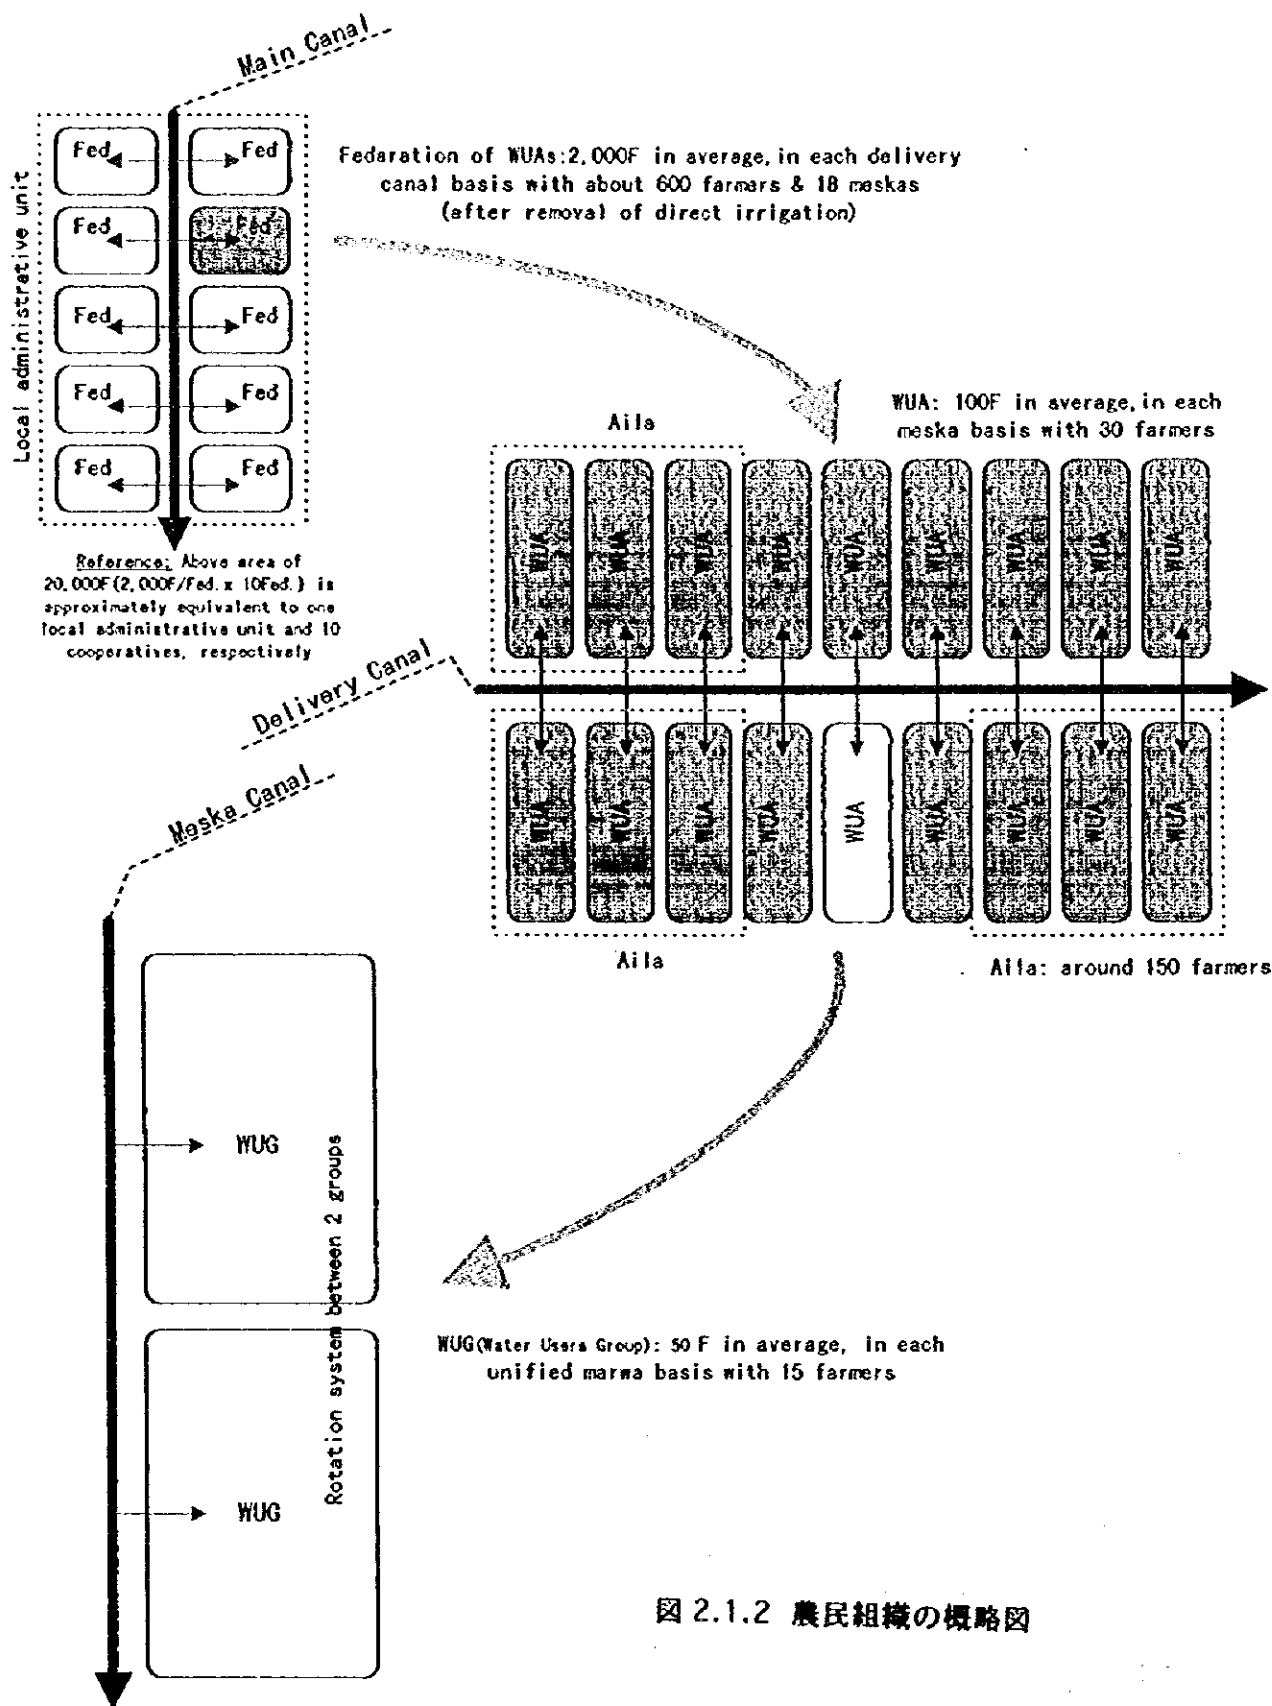 Main Canal
Local administrative unit
Fed
Fed
Fed
Fed
Fed
Fed
Fed
Fed
Fed
Fed
Fedaration of WUAs:2,000F in average, in each delivery
canal basis with about 600 farmers & 18 meskas
(after removal of direct irrigation)
Reference; Above area of
20,000F(2,000F/Fed. x 10Fed.) is
approximately equivalent to one
local administrative unit and 10
cooperatives, respectively
WUA: 100F in average, in each
meska basis with 30 farmers
Aila
WUA
WUA
WUA
WUA
WUA
WUA
WUA
WUA
WUA
Delivery Canal
WUA
WUA
WUA
WUA
WUA
WUA
WUA
WUA
WUA
Aila
Aila: around 150 farmers
Meska Canal
WUG
Rotation system between 2 groups
WUG
WUG(Water Users Group): 50 F in average, in each
unified marwa basis with 15 farmers
図 2.1.2 農民組織の概略図